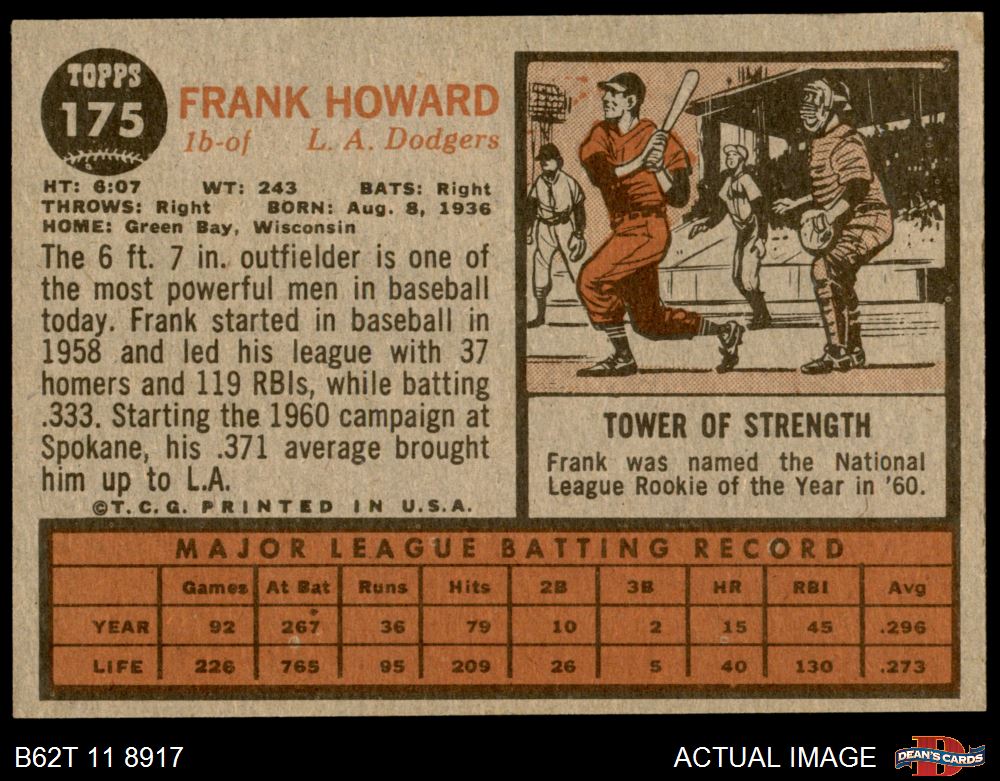 TOPPS
175
FRANK HOWARD
1b-of L. A. Dodgers
HT: 6:07 WT: 243 BATS: Right
THROWS: Right BORN: Aug. 8, 1936
HOME: Green Bay, Wisconsin
The 6 ft. 7 in. outfielder is one of
the most powerful men in baseball
today. Frank started in baseball in
1958 and led his league with 37
homers and 119 RBIs, while batting
.333. Starting the 1960 campaign at
Spokane, his .371 average brought
him up to L.A.
©T.C.G. PRINTED IN U.S.A.
TOWER OF STRENGTH
Frank was named the National
League Rookie of the Year in '60.
MAJOR LEAGUE BATTING RECORD
Games At Bat Runs Hits 2B 3B HR RBI Avg
YEAR 92 267 36 79 10 2 15 45 .296
LIFE 226 765 95 209 26 5 40 130 .273
B62T 11 8917
ACTUAL IMAGE
D
DEAN'S CARDS